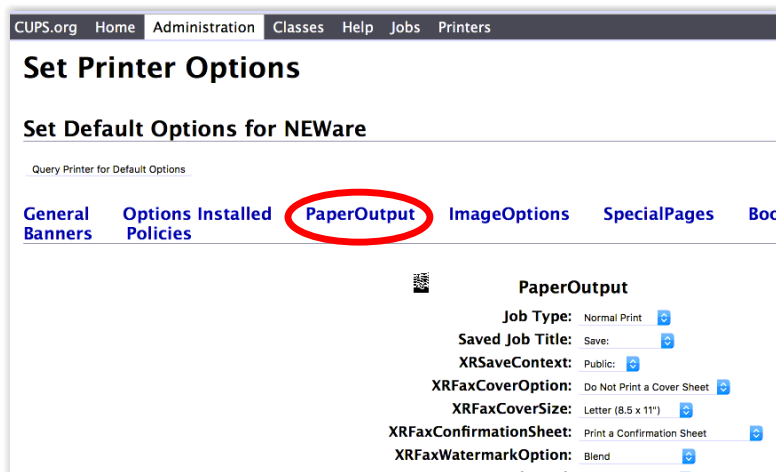 CUPS.org Home Administration Classes Help Jobs Printers
Set Printer Options
Set Default Options for NEWare
Query Printer for Default Options
General Options Installed PaperOutput ImageOptions SpecialPages Boo
Banners Policies
PaperOutput
Job Type: Normal Print
Saved Job Title: Save:
XRSaveContext: Public:
XRFaxCoverOption: Do Not Print a Cover Sheet
XRFaxCoverSize: Letter (8.5 x 11")
XRFaxConfirmationSheet: Print a Confirmation Sheet
XRFaxWatermarkOption: Blend